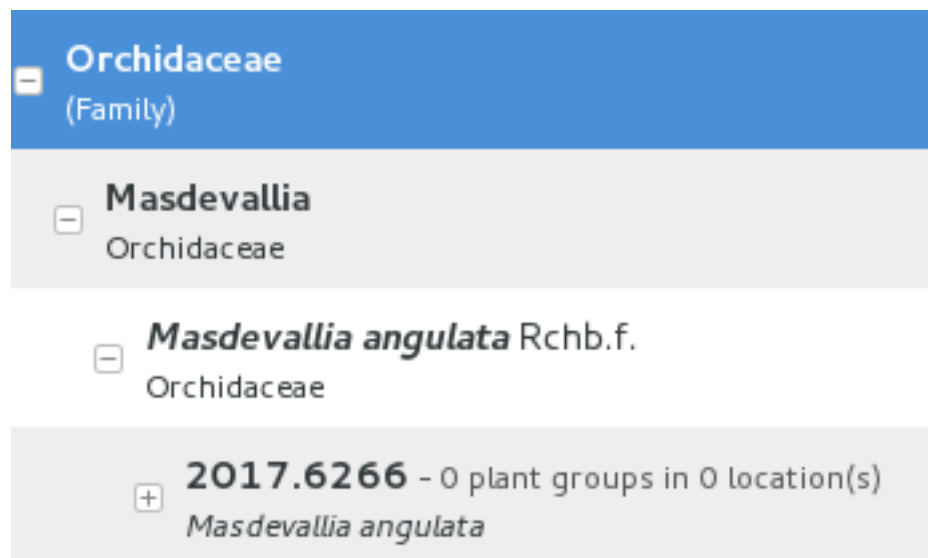 Orchidaceae
(Family)
Masdevallia
Orchidaceae
Masdevallia angulata Rchb.f.
Orchidaceae
2017.6266 - 0 plant groups in 0 location(s)
Masdevallia angulata